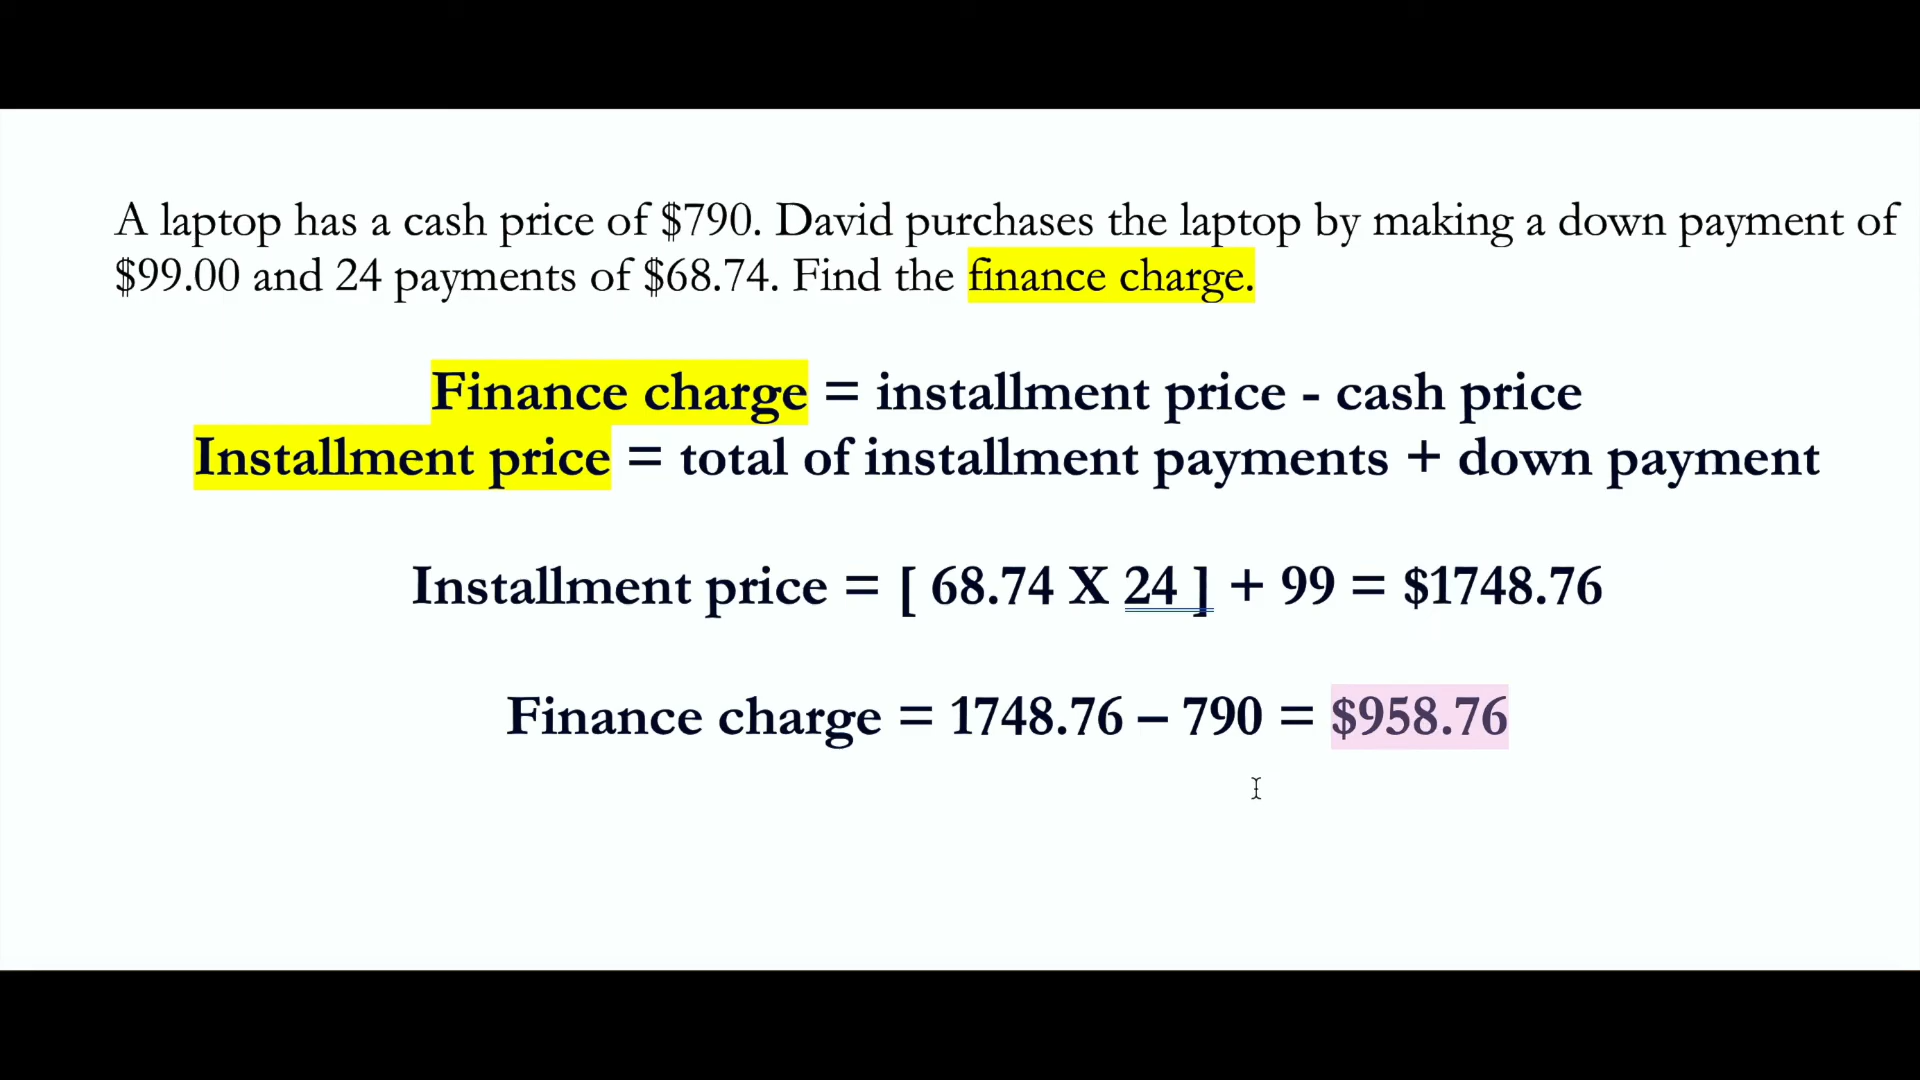 A laptop has a cash price of $790. David purchases the laptop by making a down payment of
$99.00 and 24 payments of $68.74. Find the finance charge.
Finance charge = installment price - cash price
Installment price = total of installment payments + down payment
Installment price = [ 68.74 X 24 ] + 99 = $1748.76
Finance charge = 1748.76 – 790 = $958.76